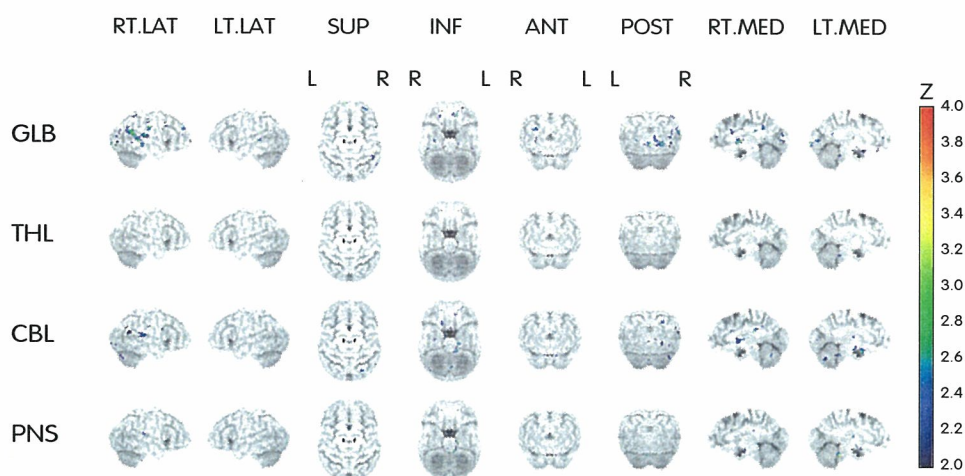 RT.LAT LT.LAT SUP INF ANT POST RT.MED LT.MED
L R R L R L L R
Z
GLB
THL
CBL
PNS
4.0
3.8
3.6
3.4
3.2
3.0
2.8
2.6
2.4
2.2
2.0